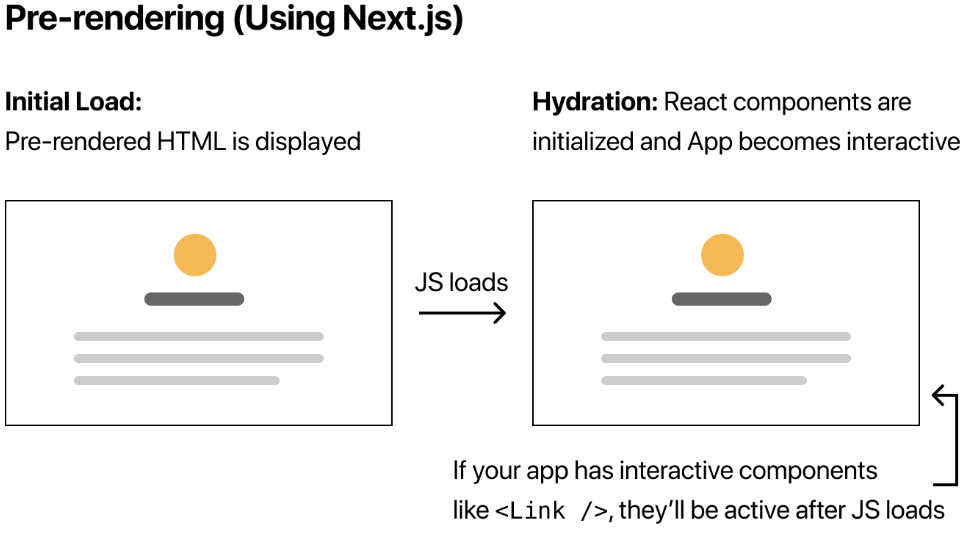 Pre-rendering (Using Next.js)
Initial Load:
Pre-rendered HTML is displayed
Hydration: React components are
initialized and App becomes interactive
JS loads
If your app has interactive components
like <Link />, they’ll be active after JS loads